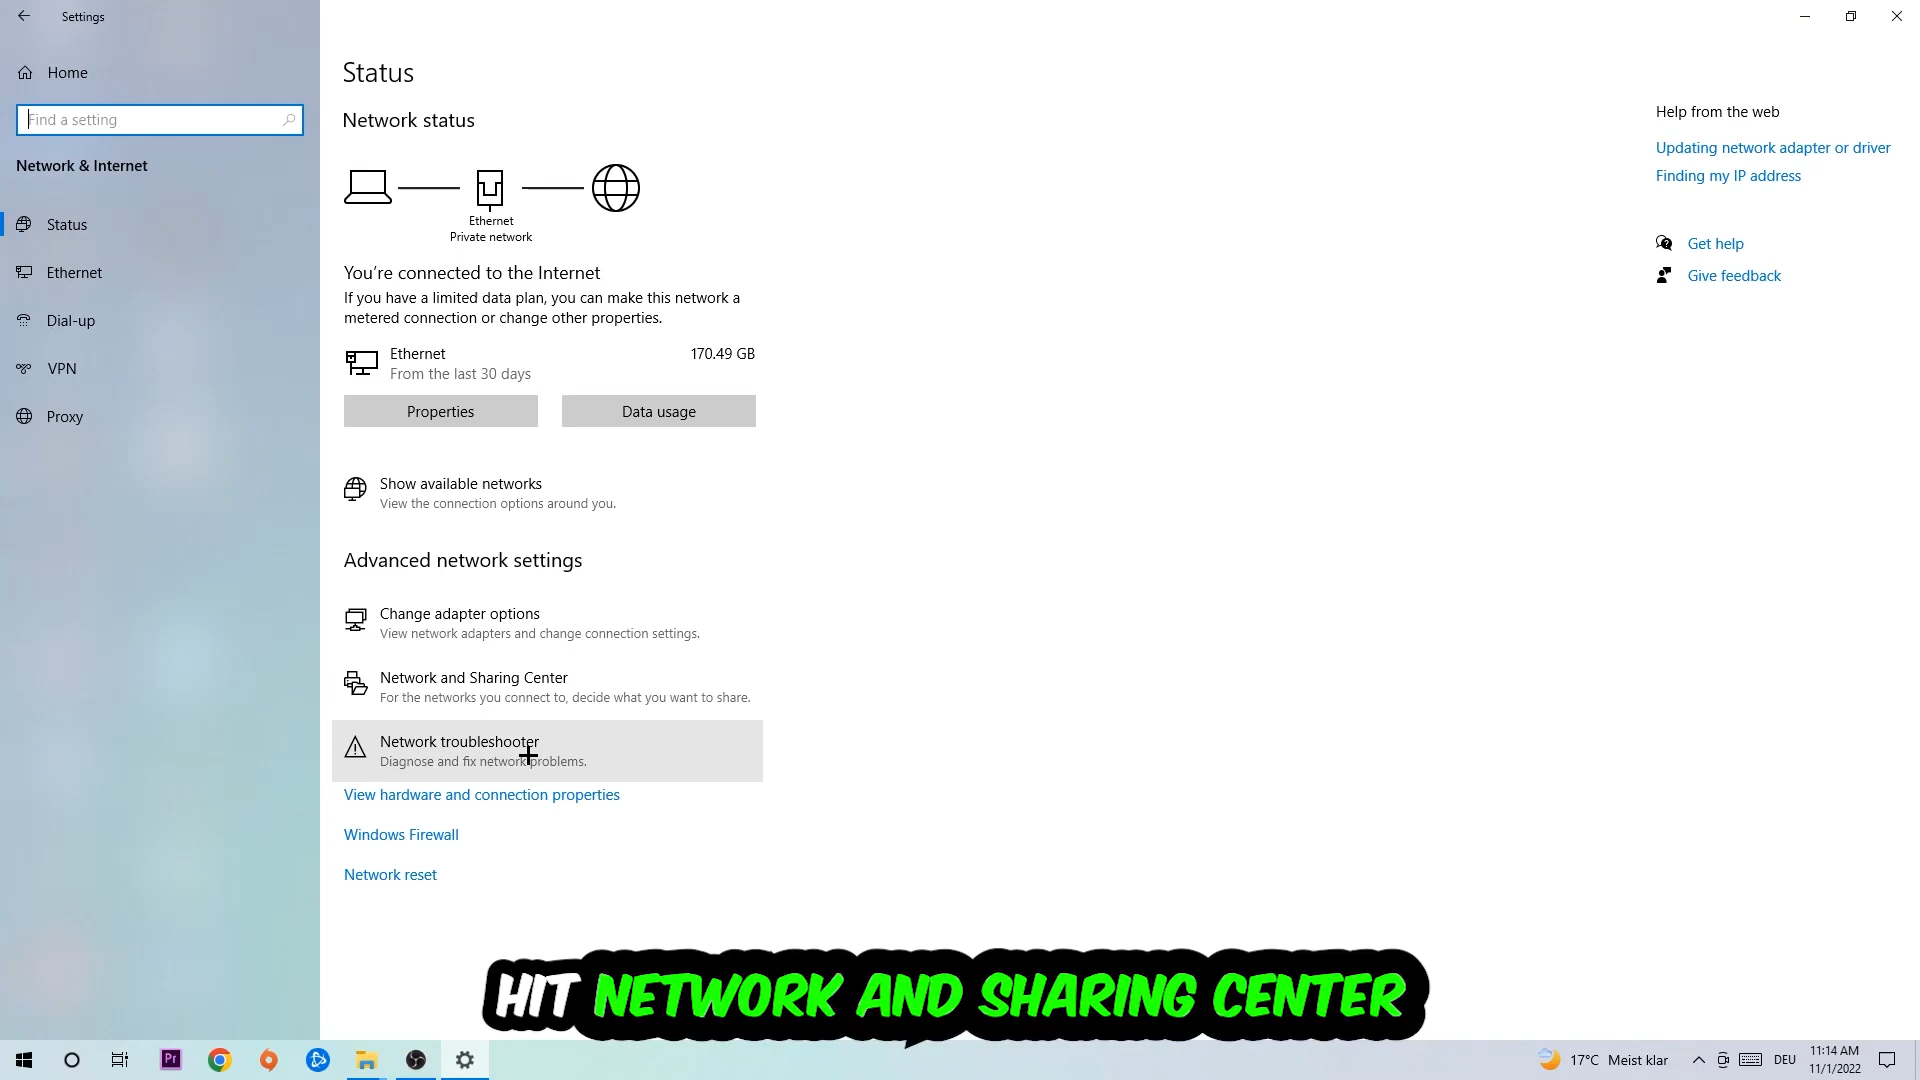 Settings
Home
Find a setting
Network & Internet
Status
Ethernet
Dial-up
VPN
Proxy
Status
Network status
Ethernet
Private network
You're connected to the Internet
If you have a limited data plan, you can make this network a
metered connection or change other properties.
Ethernet
170.49 GB
From the last 30 days
Properties
Data usage
Show available networks
View the connection options around you.
Advanced network settings
Change adapter options
View network adapters and change connection settings.
Network and Sharing Center
For the networks you connect to, decide what you want to share.
Network troubleshooter
Diagnose and fix network problems.
View hardware and connection properties
Windows Firewall
Network reset
Help from the web
Updating network adapter or driver
Finding my IP address
Get help
Give feedback
HIT NETWORK AND SHARING CENTER
Pr
17°C Meist klar
DEU
11:14 AM
11/1/2022